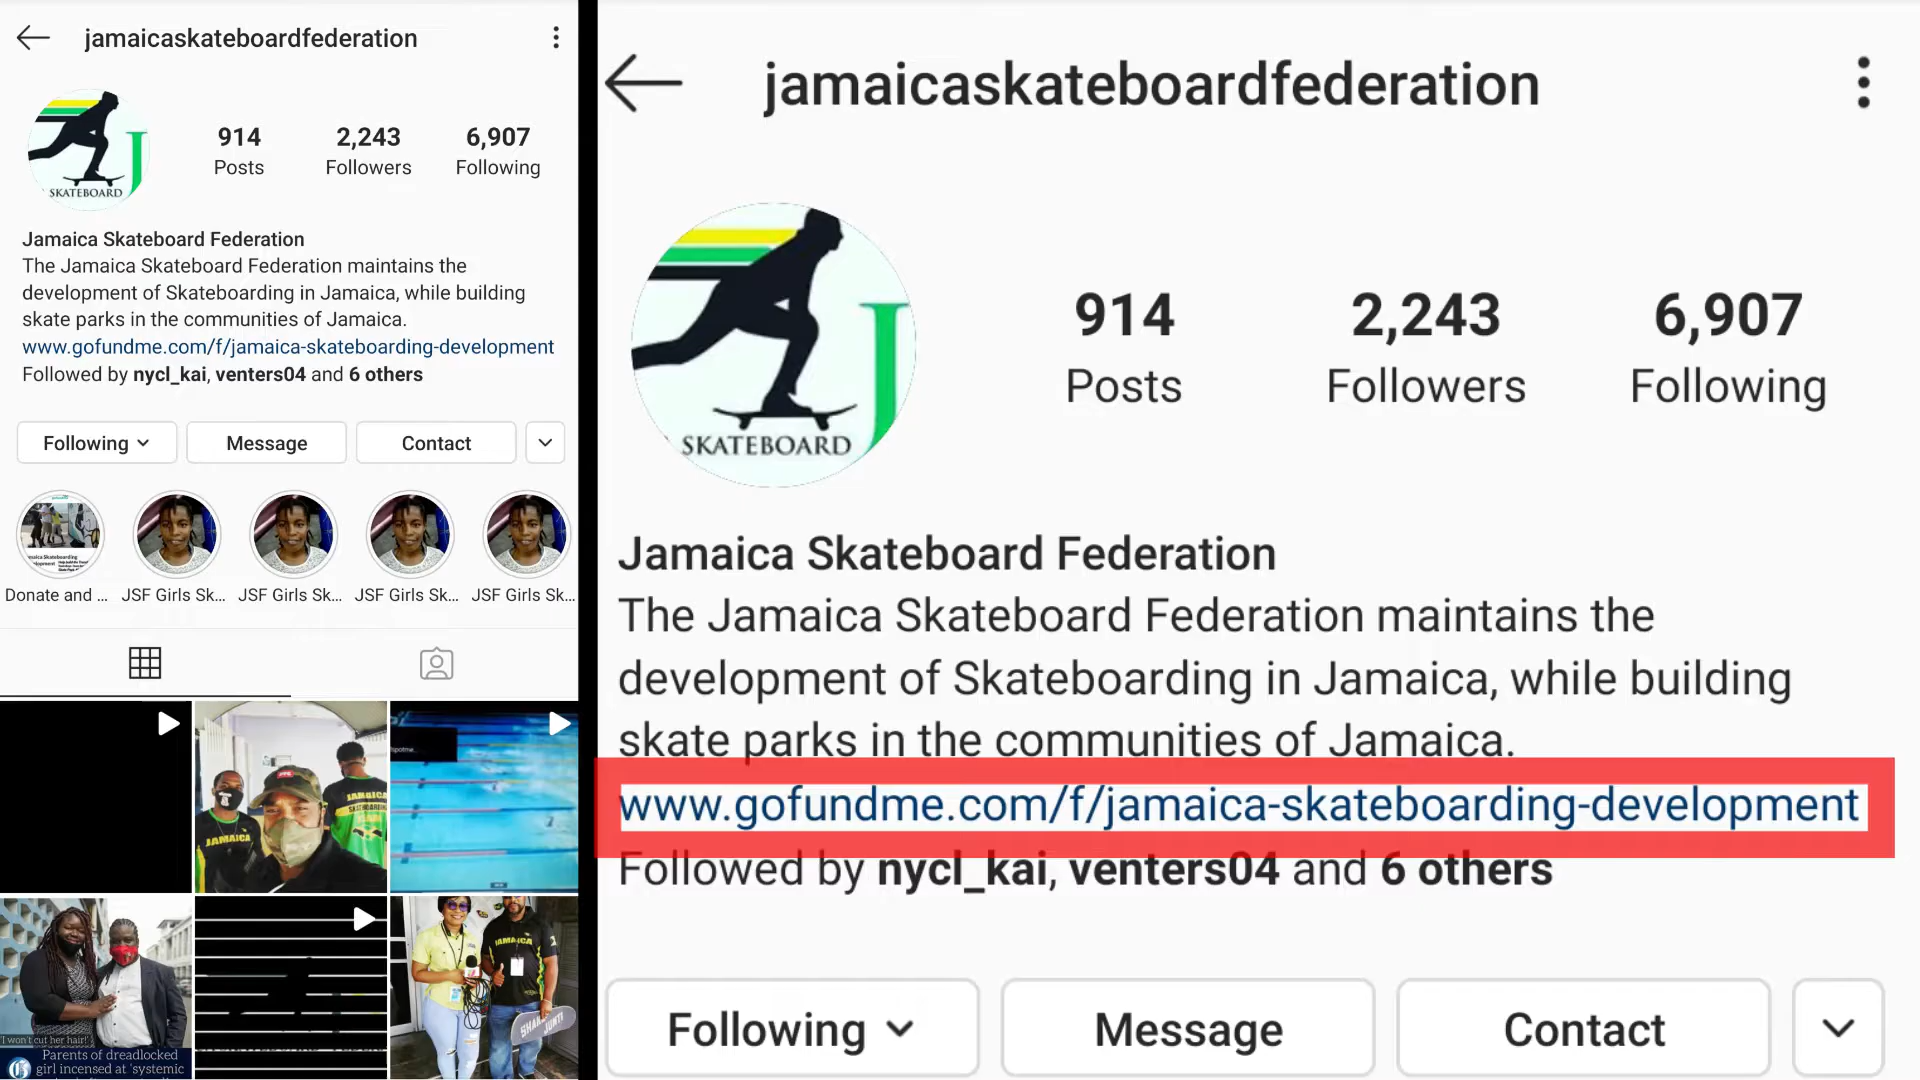 jamaicaskateboardfederation
SKATEBOARD
914
Posts
2,243
Followers
6,907
Following
Jamaica Skateboard Federation
The Jamaica Skateboard Federation maintains the
development of Skateboarding in Jamaica, while building
skate parks in the communities of Jamaica.
www.gofundme.com/f/jamaica-skateboarding-development
Followed by nycl_kai, venters04 and 6 others
Following
Message
Contact
Donate and ...
JSF Girls Sk...
JSF Girls Sk...
JSF Girls Sk...
JSF Girls Sk...
JAMAICA
JAMAICA
'I won't cut her hair!'
Parents of dreadlocked
girl incensed at 'systemic
JAMAICA
jamaicaskateboardfederation
J
SKATEBOARD
914
Posts
2,243
Followers
6,907
Following
Jamaica Skateboard Federation
The Jamaica Skateboard Federation maintains the
development of Skateboarding in Jamaica, while building
skate parks in the communities of Jamaica.
www.gofundme.com/f/jamaica-skateboarding-development
Followed by nycl_kai, venters04 and 6 others
Following
Message
Contact